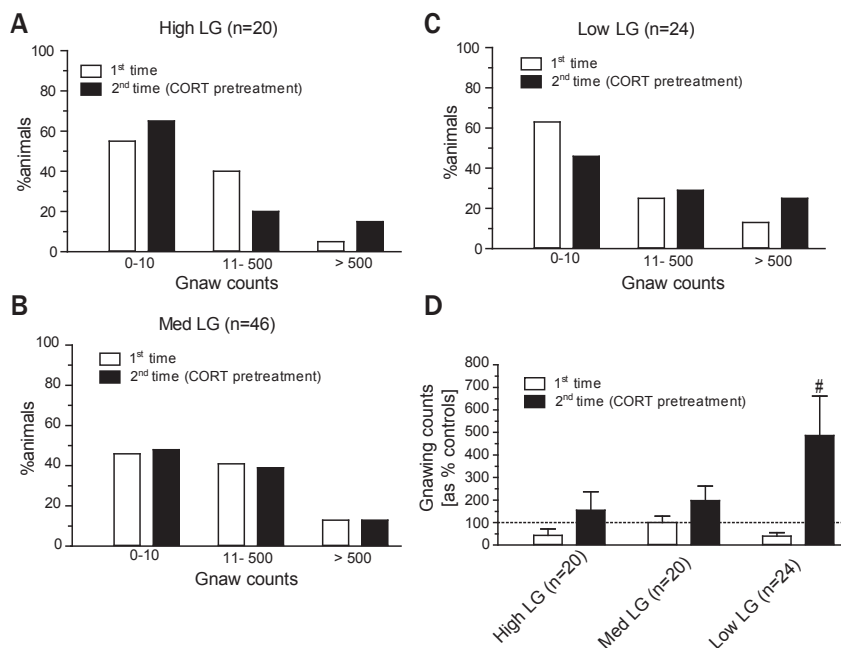 A
High LG (n=20)
100
80
60
40
20
0
%animals
1st time
2nd time (CORT pretreatment)
0-10
11- 500
> 500
Gnaw counts
B
Med LG (n=46)
100
80
60
40
20
0
%animals
1st time
2nd time (CORT pretreatment)
0-10
11- 500
> 500
Gnaw counts
C
Low LG (n=24)
100
80
60
40
20
0
%animals
1st time
2nd time (CORT pretreatment)
0-10
11- 500
> 500
Gnaw counts
D
800
700
600
500
400
300
200
100
0
Gnawing counts
[as % controls]
1st time
2nd time (CORT pretreatment)
#
High LG (n=20)
Med LG (n=20)
Low LG (n=24)